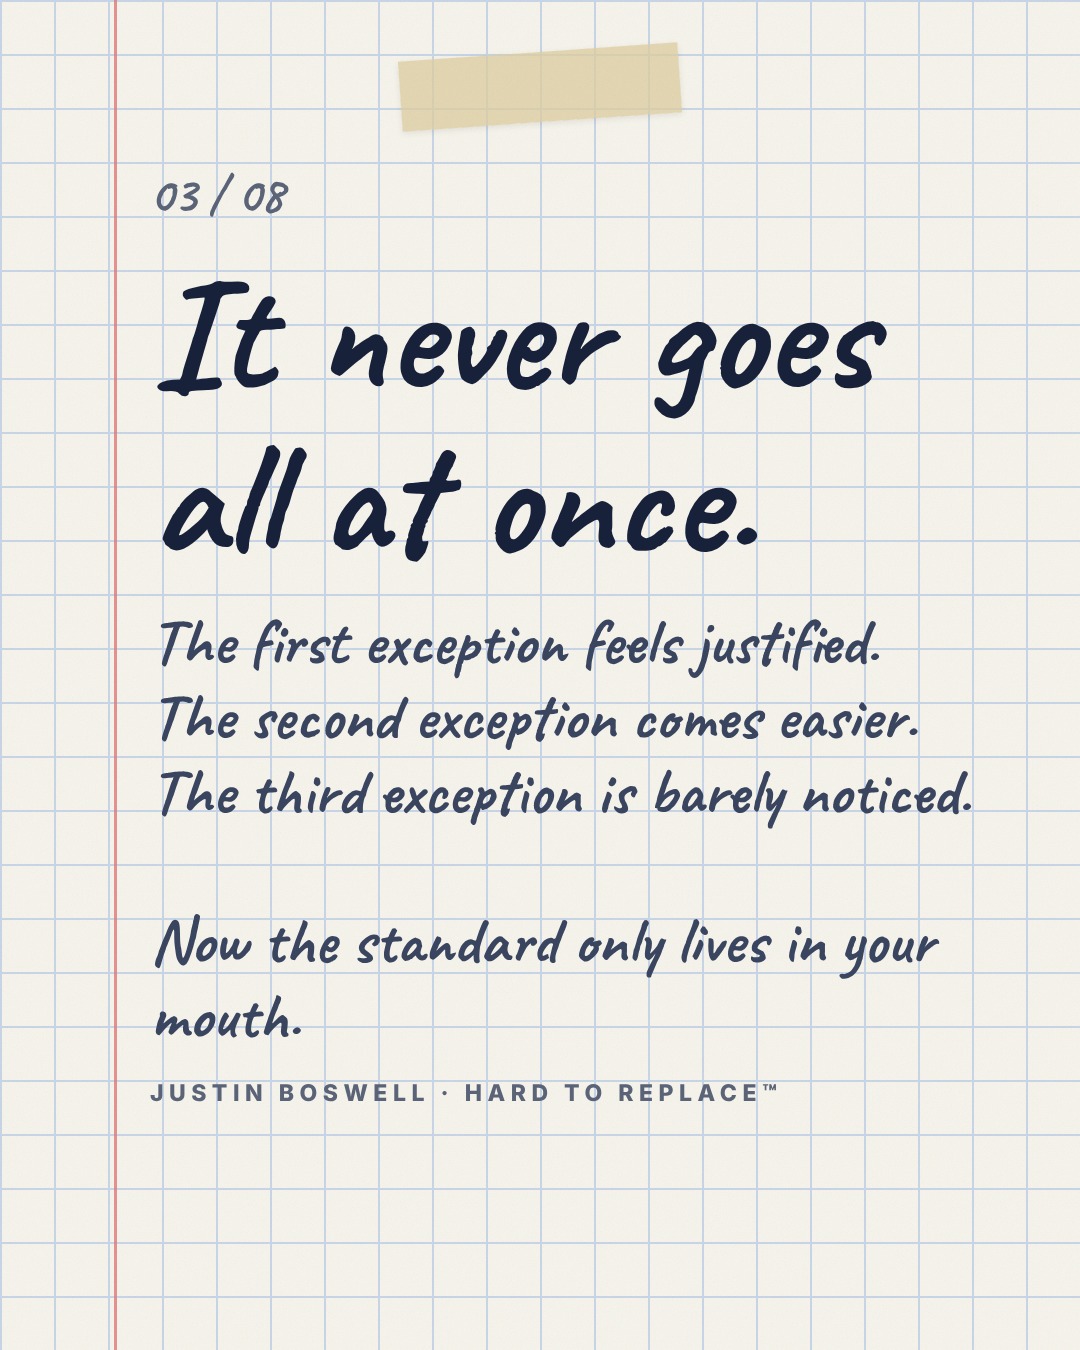 03 / 08
It never goes
all at once.
The first exception feels justified.
The second exception comes easier.
The third exception is barely noticed.
Now the standard only lives in your
mouth.
JUSTIN BOSWELL · HARD TO REPLACE™